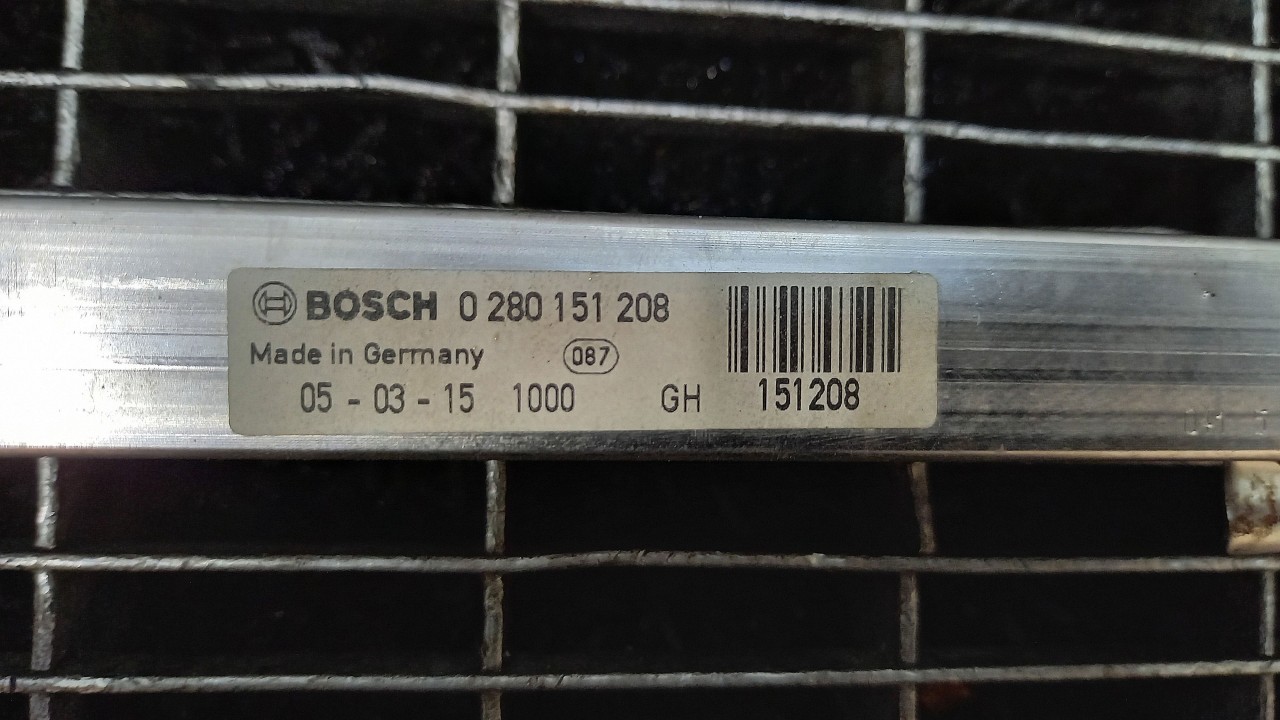 BOSCH 0 280 151 208
Made in Germany 087
05 - 03 - 15 1000 GH 151208